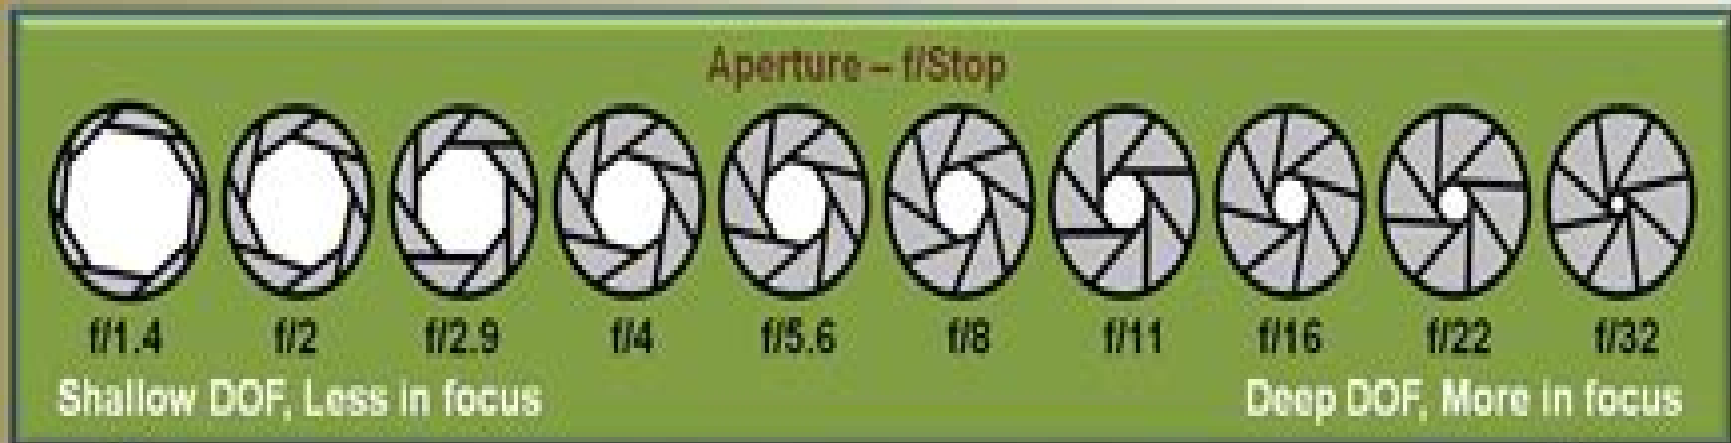 Aperture – f/Stop
f/1.4 f/2 f/2.9 f/4 f/5.6 f/8 f/11 f/16 f/22 f/32
Shallow DOF, Less in focus Deep DOF, More in focus